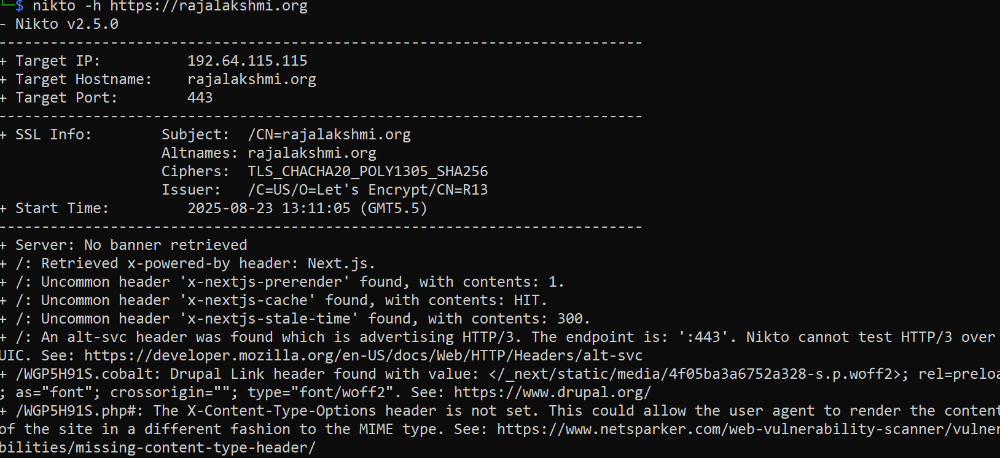 $ nikto -h https://rajalakshmi.org
- Nikto v2.5.0
---------------------------------------------------------------------------
+ Target IP:          192.64.115.115
+ Target Hostname:    rajalakshmi.org
+ Target Port:        443
---------------------------------------------------------------------------
+ SSL Info:        Subject:  /CN=rajalakshmi.org
                   Altnames: rajalakshmi.org
                   Ciphers:  TLS_CHACHA20_POLY1305_SHA256
                   Issuer:   /C=US/O=Let's Encrypt/CN=R13
+ Start Time:         2025-08-23 13:11:05 (GMT5.5)
---------------------------------------------------------------------------
+ Server: No banner retrieved
+ /: Retrieved x-powered-by header: Next.js.
+ /: Uncommon header 'x-nextjs-prerender' found, with contents: 1.
+ /: Uncommon header 'x-nextjs-cache' found, with contents: HIT.
+ /: Uncommon header 'x-nextjs-stale-time' found, with contents: 300.
+ /: An alt-svc header was found which is advertising HTTP/3. The endpoint is: ':443'. Nikto cannot test HTTP/3 over
UIC. See: https://developer.mozilla.org/en-US/docs/Web/HTTP/Headers/alt-svc
+ /WGP5H91S.cobalt: Drupal Link header found with value: </_next/static/media/4f05ba3a6752a328-s.p.woff2>; rel=preloa
; as="font"; crossorigin=""; type="font/woff2". See: https://www.drupal.org/
+ /WGP5H91S.php#: The X-Content-Type-Options header is not set. This could allow the user agent to render the content
of the site in a different fashion to the MIME type. See: https://www.netsparker.com/web-vulnerability-scanner/vulner
bilities/missing-content-type-header/